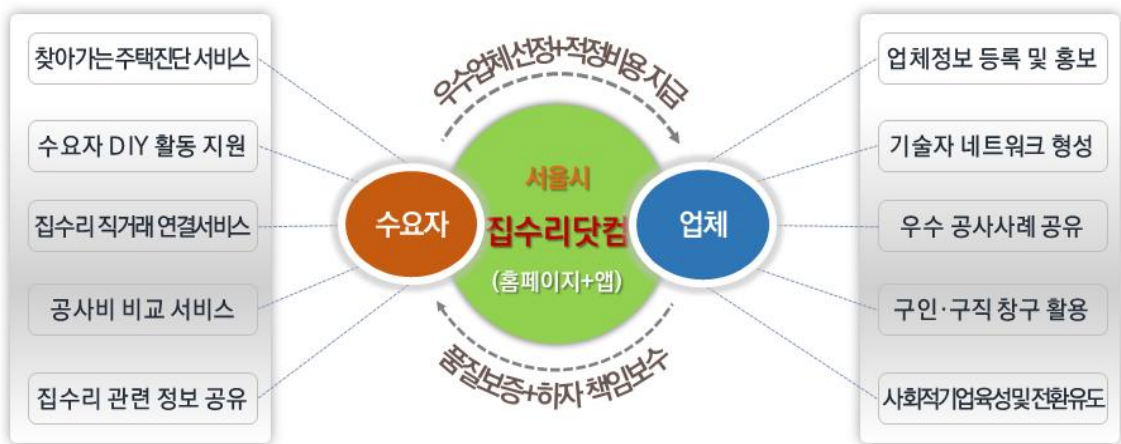 찾아가는 주택진단 서비스
수요자 DIY 활동 지원
집수리 직거래 연결서비스
공사비 비교 서비스
집수리 관련 정보 공유
우수업체선정+적정비용 지급
수요자
서울시
집수리닷컴
(홈페이지+앱)
업체
품질보증+하자 책임보수
업체정보 등록 및 홍보
기술자 네트워크 형성
우수 공사사례 공유
구인·구직 창구 활용
사회적기업육성및전환유도